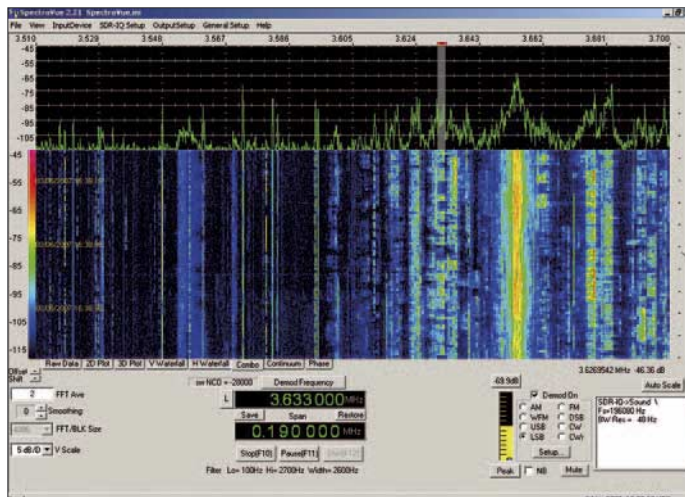 SpectraVue 2.21 SpectraVue.ini
File View InputDevice SDR-IQ Setup OutputSetup General Setup Help
3.510 3.529 3.548 3.567 3.586 3.605 3.624 3.643 3.662 3.681 3.700
-45
-55
-65
-75
-85
-95
-105
-45
-55
-65
-75
-85
-95
-105
-115
Raw Data 2D Plot 3D Plot V Waterfall H Waterfall Combo Continuum Phase
Offset
Shift
3.6269542 MHz -46.36 dB
2 FFT Ave
0 Smoothing
FFT/BLK Size
5 dB/D V Scale
NCO = -28000 Demod Frequency
L 3.633000 MHz
Save Span Restore
0.190000 MHz
Stop(F10) Pause(F11)
Filter Lo= 100Hz Hi= 2700Hz Width= 2600Hz
-69.9dB
Peak
Demod On
AM FM
WFM DSB
USB CW
LSB CWr
Setup...
NB Mute
Auto Scale
SDR-IQ->Sound \
Fs=196080 Hz
BW Res = 48 Hz